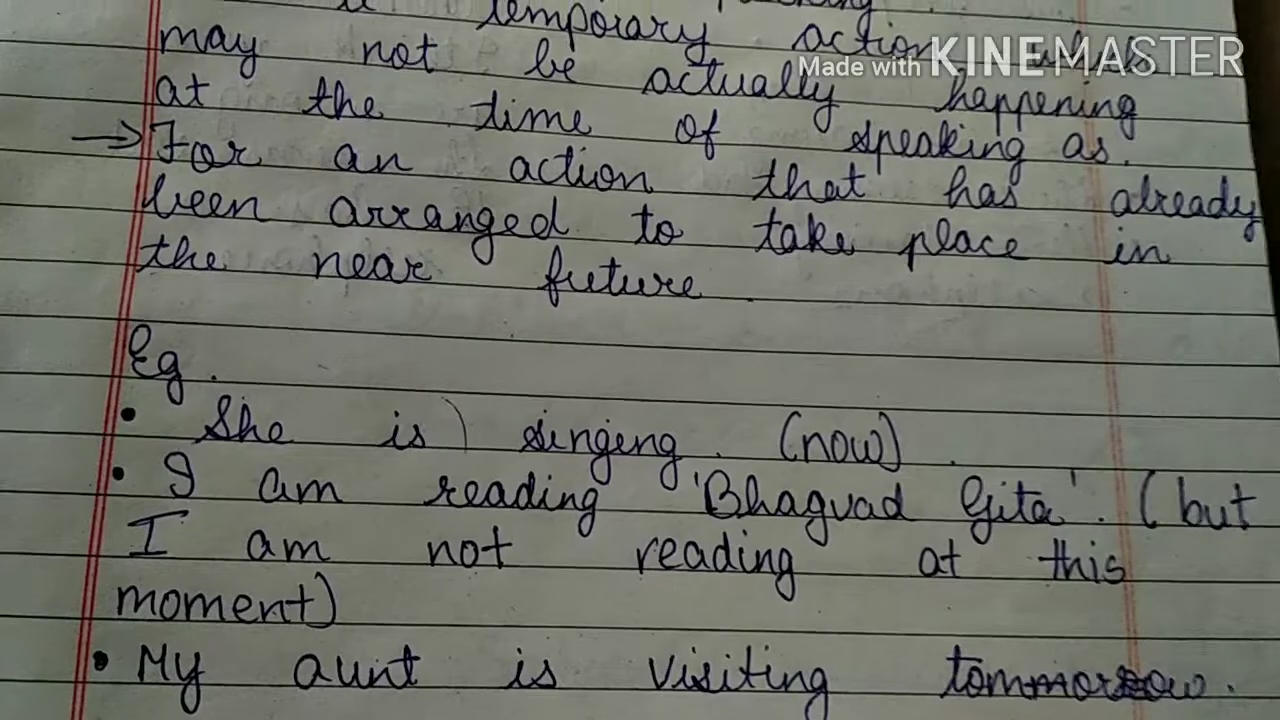 temporary
may not be actually happening
Made with KINEMASTER
at the time of speaking as.
→ For an action that has already
been arranged to take place in
the near future
Eg.
• She is) singing. (now).
• I am reading 'Bhagvad Gita'. (but
I am not reading at this
moment)
• My aunt is visiting tommorrow.